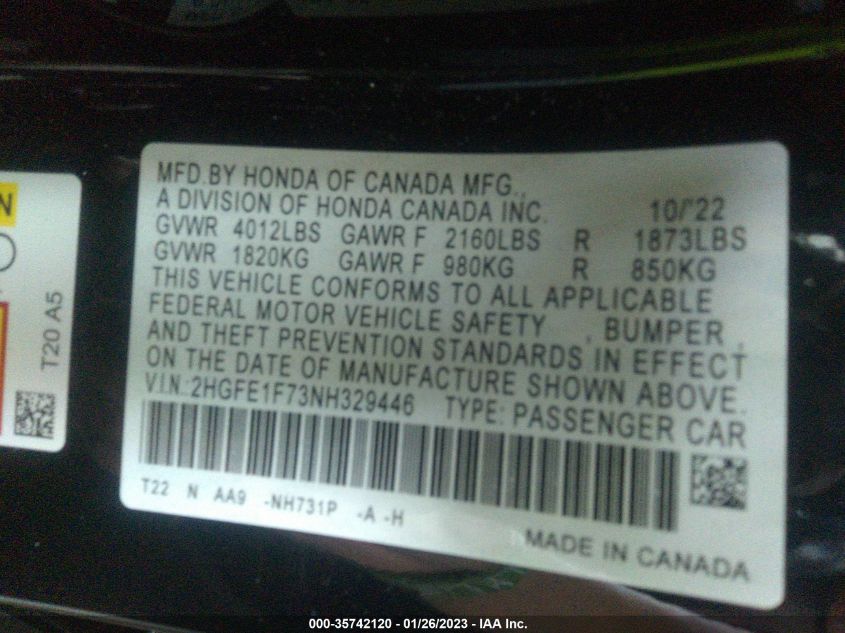 MFD.BY HONDA OF CANADA MFG.,
A DIVISION OF HONDA CANADA INC. 10/'22
GVWR 4012LBS GAWR F 2160LBS R 1873LBS
GVWR 1820KG GAWR F 980KG R 850KG
THIS VEHICLE CONFORMS TO ALL APPLICABLE
FEDERAL MOTOR VEHICLE SAFETY , BUMPER ,
AND THEFT PREVENTION STANDARDS IN EFFECT
ON THE DATE OF MANUFACTURE SHOWN ABOVE.
V.I.N.:2HGFE1F73NH329446 TYPE: PASSENGER CAR
T22 N AA9 -NH731P -A -H
MADE IN CANADA
N
T20 A5
000-35742120 - 01/26/2023 - IAA Inc.